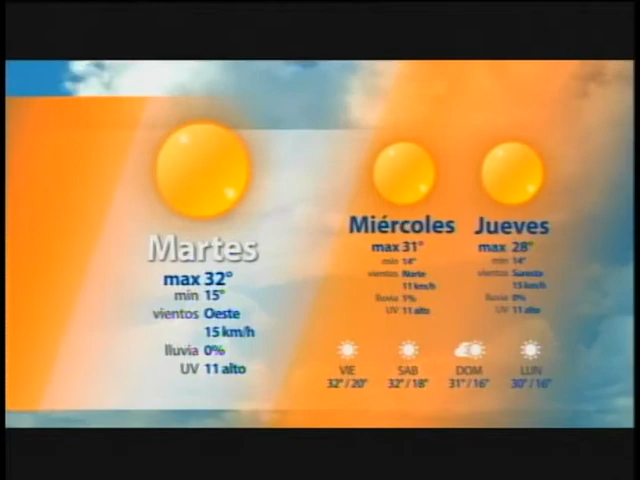 Martes
max 32°
min 15°
vientos Oeste
15 km/h
lluvia 0%
UV 11 alto
Miércoles
max 31°
min 14°
vientos Norte
11 km/h
lluvia 1%
UV 11 alto
Jueves
max 28°
min 14°
vientos Sureste
15 km/h
lluvia 0%
UV 11 alto
VIE
32° / 20°
SAB
32° / 18°
DOM
31° / 16°
LUN
30° / 16°